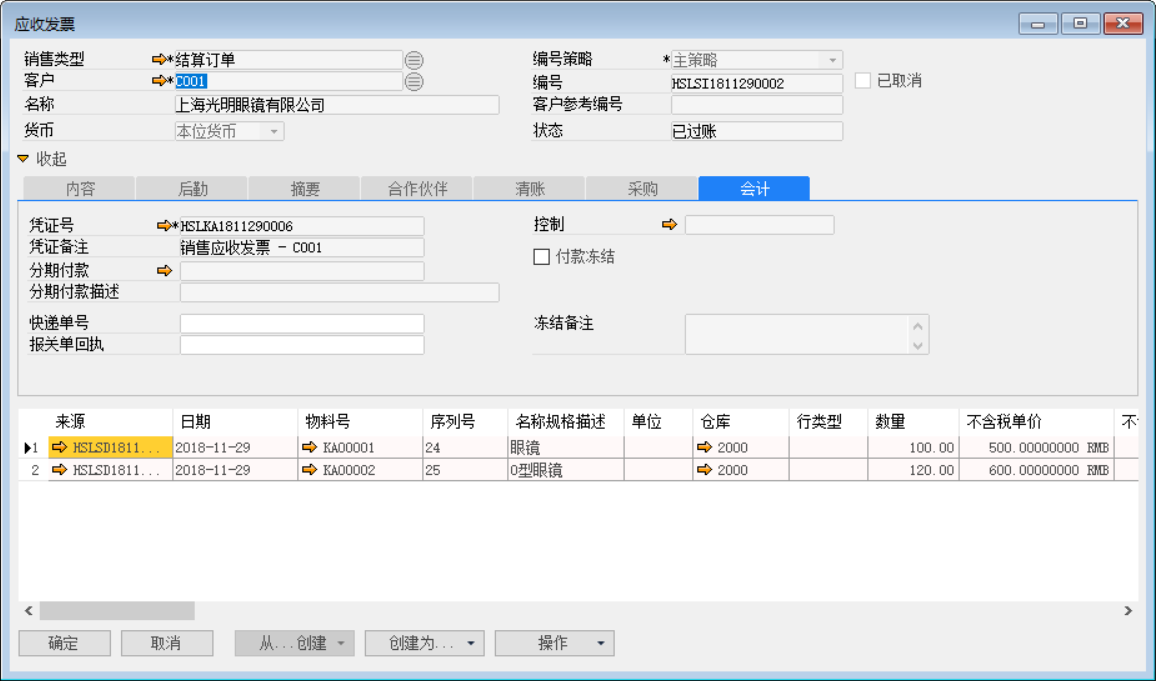 应收发票
销售类型 *结算订单 编号策略 *主策略
客户 *C001 编号 HSLSI1811290002 已取消
名称 上海光明眼镜有限公司 客户参考编号
货币 本位货币 状态 已过账
收起
内容 后勤 摘要 合作伙伴 清账 采购 会计
凭证号 *HSLKA1811290006 控制
凭证备注 销售应收发票 - C001
付款冻结
分期付款
分期付款描述
快递单号 冻结备注
报关单回执
来源 日期 物料号 序列号 名称规格描述 单位 仓库 行类型 数量 不含税单价 不
1 HSLSD1811... 2018-11-29 KA00001 24 眼镜 2000 100.00 500.00000000 RMB
2 HSLSD1811... 2018-11-29 KA00002 25 O型眼镜 2000 120.00 600.00000000 RMB
确定 取消 从...创建 创建为... 操作